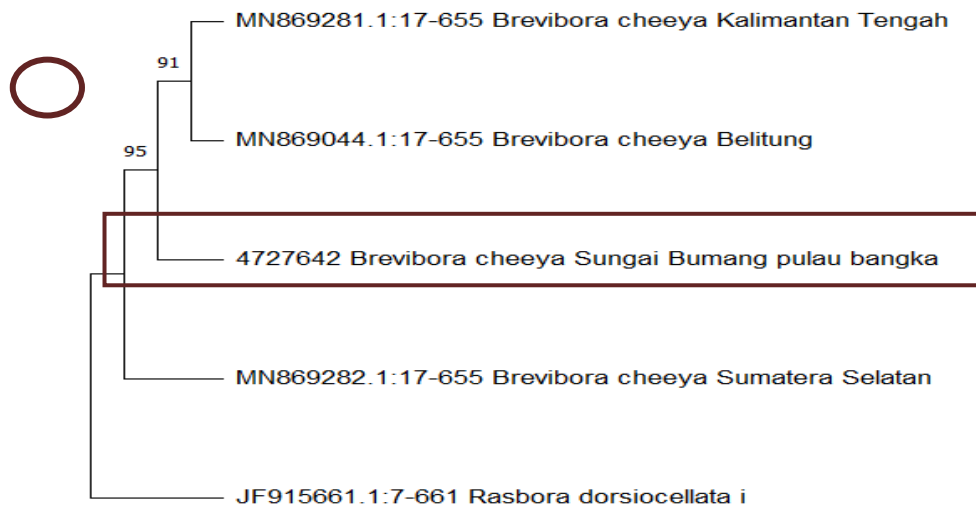 MN869281.1:17-655 Brevibora cheeya Kalimantan Tengah
91
MN869044.1:17-655 Brevibora cheeya Belitung
95
4727642 Brevibora cheeya Sungai Bumang pulau bangka
MN869282.1:17-655 Brevibora cheeya Sumatera Selatan
JF915661.1:7-661 Rasbora dorsiocellata i